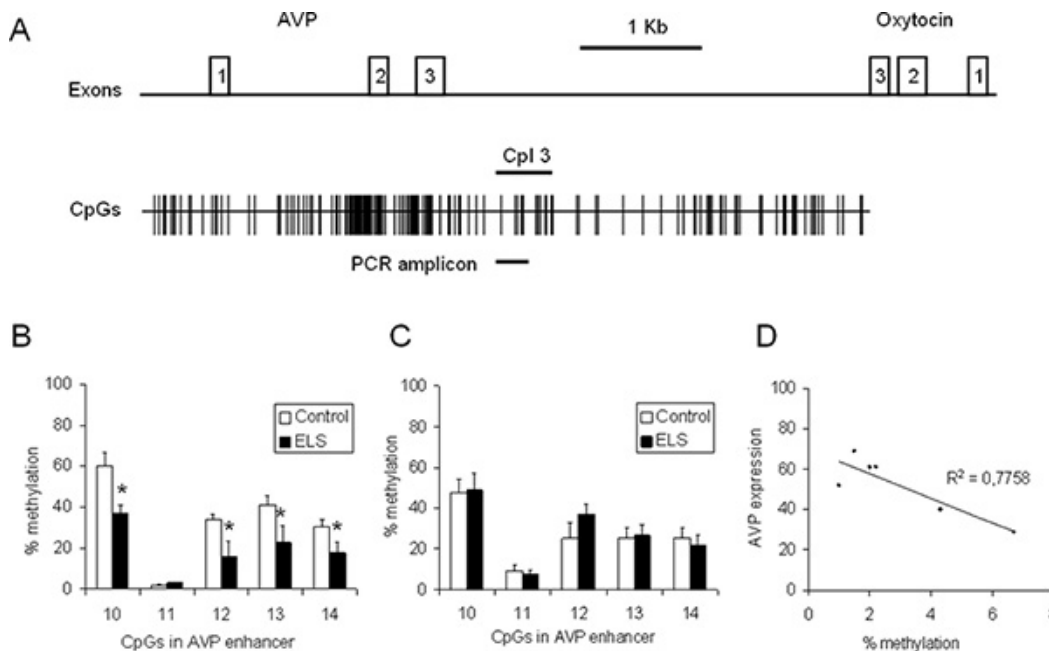 A
AVP
1 Kb
Oxytocin
Exons
1
2
3
3
2
1
CpI 3
CpGs
PCR amplicon
B
% methylation
100
80
60
40
20
0
*
*
*
*
Control
ELS
10
11
12
13
14
CpGs in AVP enhancer
C
% methylation
100
80
60
40
20
0
Control
ELS
10
11
12
13
14
CpGs in AVP enhancer
D
AVP expression
100
80
60
40
20
0
R² = 0,7758
0
2
4
6
8
% methylation